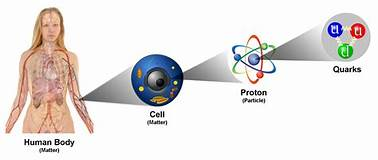 Human Body
(Matter)
Cell
(Matter)
Proton
(Particle)
Quarks